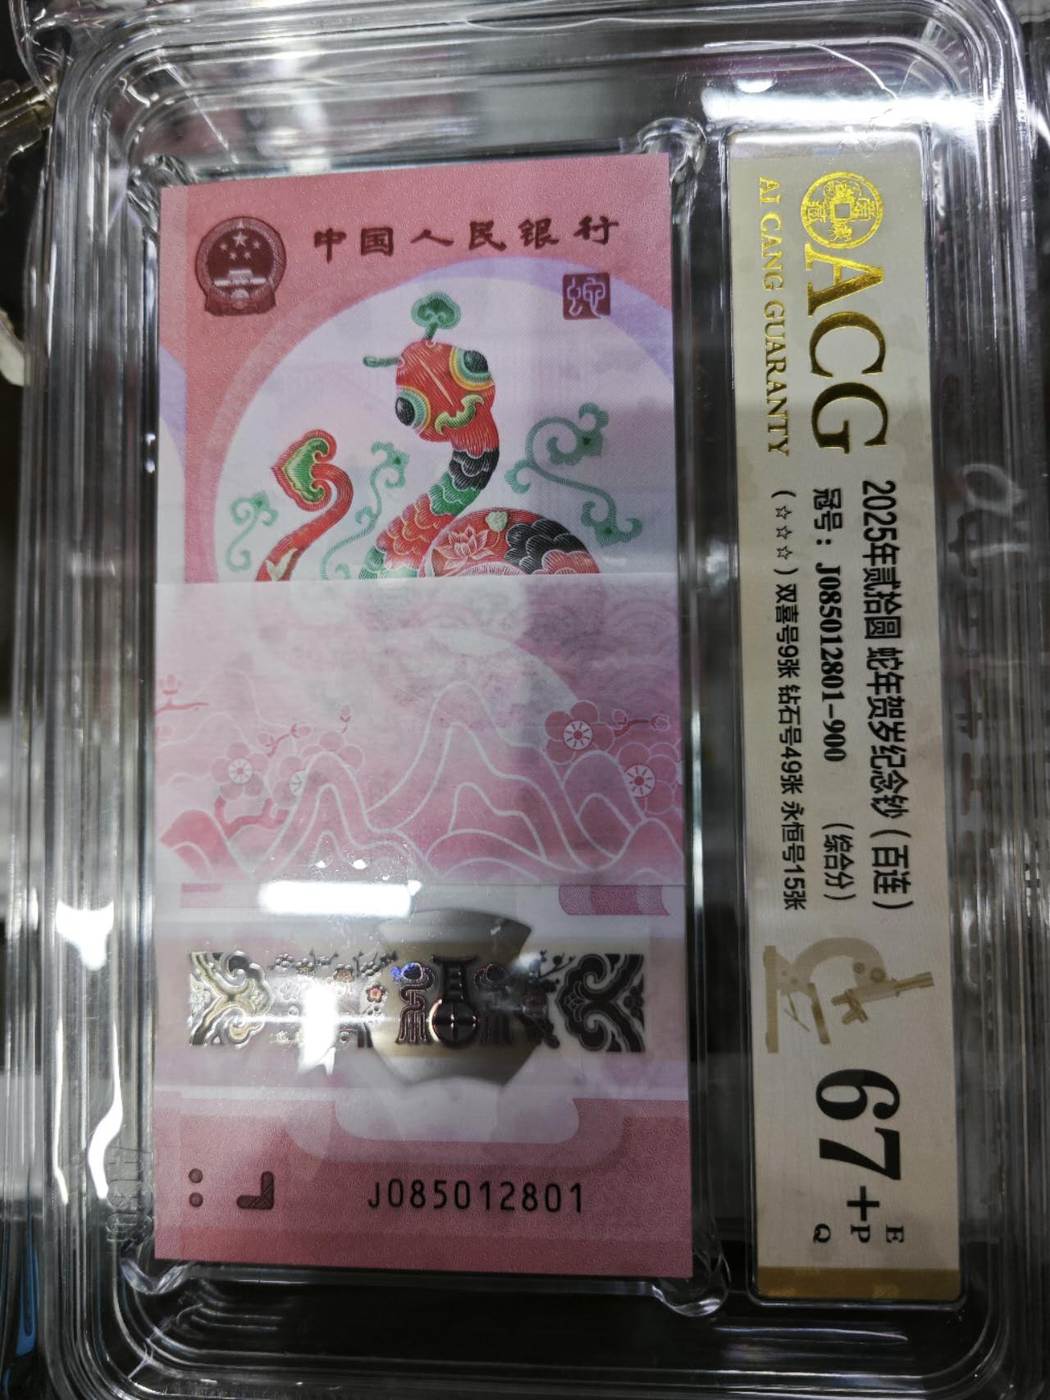 中国人民银行
蛇
J085012801
ACG
AI CANG GUARANTY
2025年贰拾圆 蛇年贺岁纪念钞（百连）
冠号：J085012801-900 （综合分）
（☆☆☆）双喜号9张 钻石号49张 永恒号15张
67+
E
P
Q